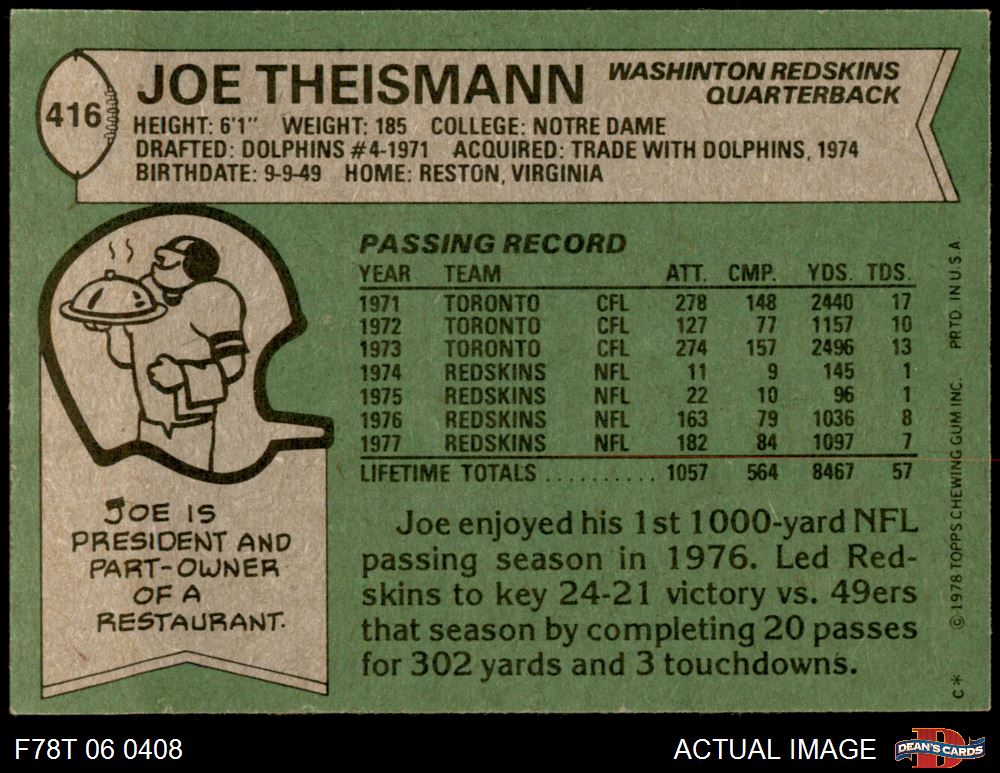 416
JOE THEISMANN
WASHINTON REDSKINS
QUARTERBACK
HEIGHT: 6'1" WEIGHT: 185 COLLEGE: NOTRE DAME
DRAFTED: DOLPHINS #4-1971 ACQUIRED: TRADE WITH DOLPHINS, 1974
BIRTHDATE: 9-9-49 HOME: RESTON, VIRGINIA
PASSING RECORD
YEAR TEAM ATT. CMP. YDS. TDS.
1971 TORONTO CFL 278 148 2440 17
1972 TORONTO CFL 127 77 1157 10
1973 TORONTO CFL 274 157 2496 13
1974 REDSKINS NFL 11 9 145 1
1975 REDSKINS NFL 22 10 96 1
1976 REDSKINS NFL 163 79 1036 8
1977 REDSKINS NFL 182 84 1097 7
LIFETIME TOTALS .......... 1057 564 8467 57
JOE IS
PRESIDENT AND
PART-OWNER
OF A
RESTAURANT.
Joe enjoyed his 1st 1000-yard NFL
passing season in 1976. Led Red-
skins to key 24-21 victory vs. 49ers
that season by completing 20 passes
for 302 yards and 3 touchdowns.
C* © 1978 TOPPS CHEWING GUM INC. PRTD. IN U.S.A.
F78T 06 0408
ACTUAL IMAGE
D
DEAN'S CARDS